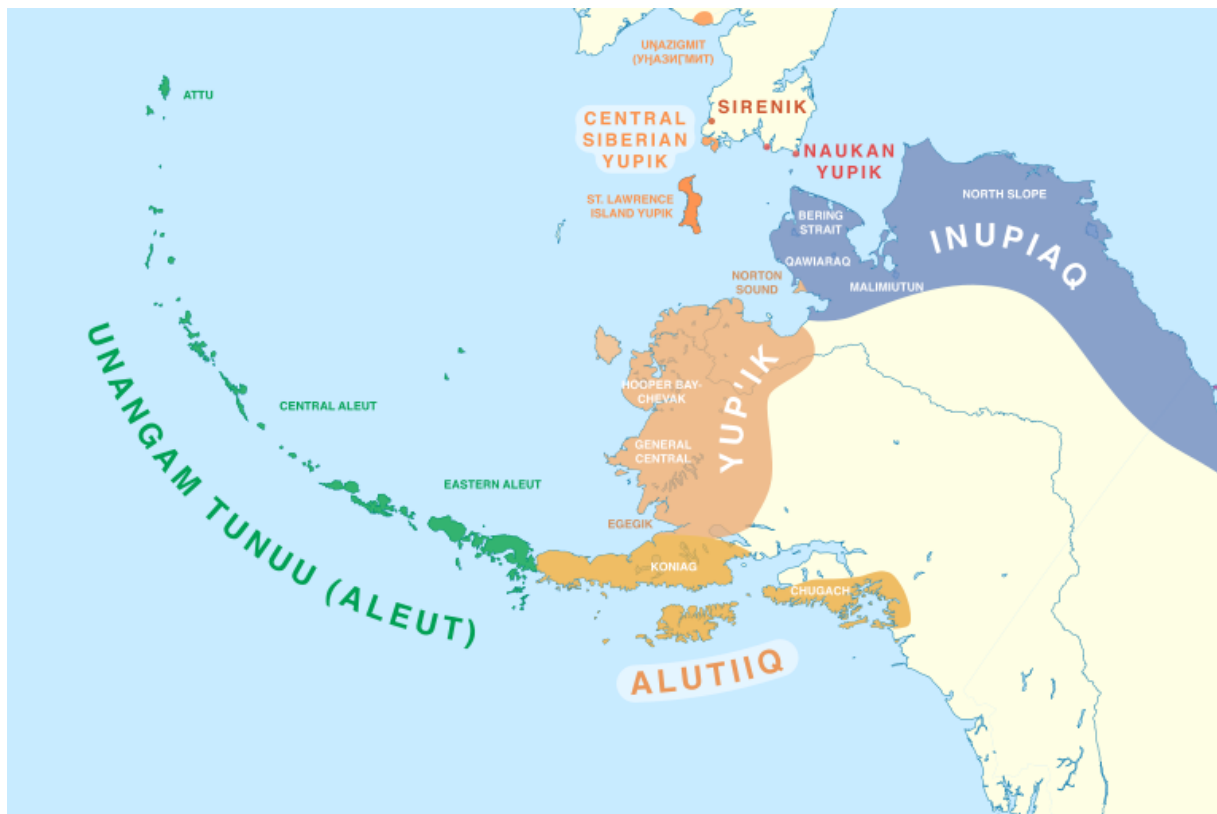 UŊAZIGMIT
(УӇАЗИӶМИТ)
ATTU
SIRENIK
CENTRAL
SIBERIAN
YUPIK
NAUKAN
YUPIK
ST. LAWRENCE
ISLAND YUPIK
NORTH SLOPE
BERING
STRAIT
INUPIAQ
QAWIARAQ
NORTON
SOUND
MALIMIUTUN
UNANGAM TUNUU (ALEUT)
YUP'IK
HOOPER BAY-
CHEVAK
CENTRAL ALEUT
GENERAL
CENTRAL
EASTERN ALEUT
EGEGIK
KONIAG
CHUGACH
ALUTIIQ